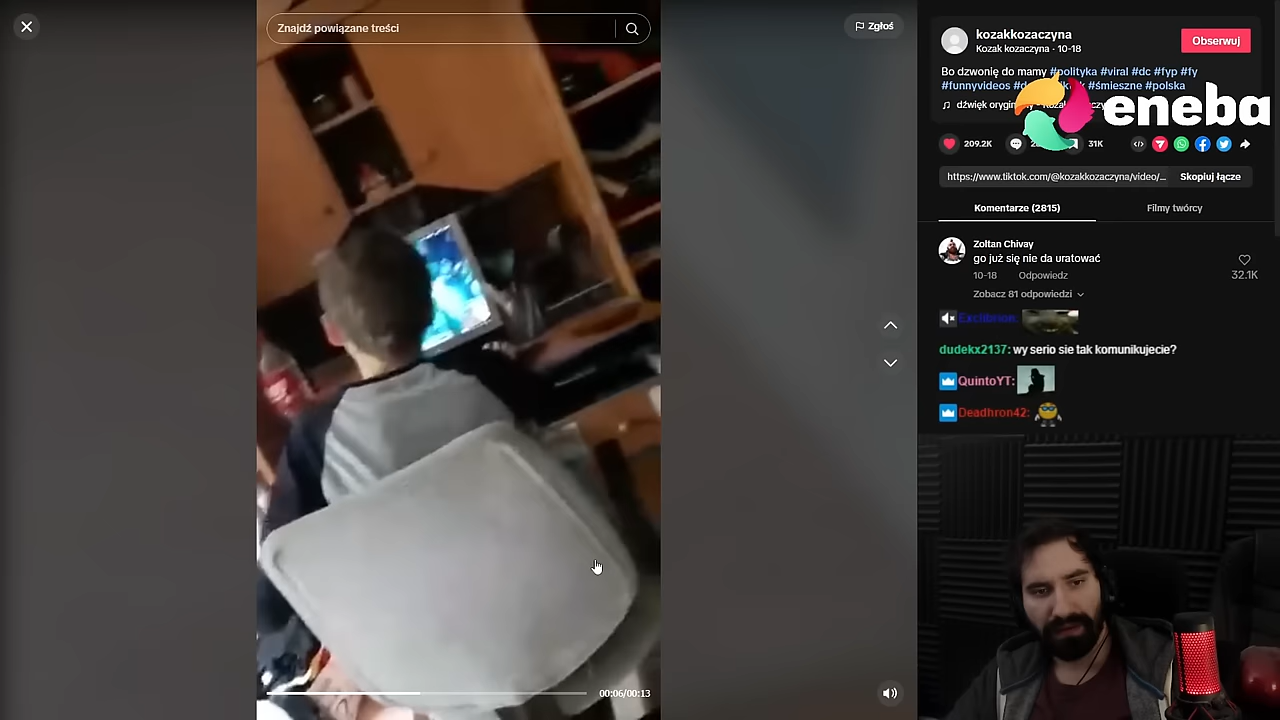 Znajdź powiązane treści
Zgłoś
kozakkozaczyna
Kozak kozaczyna · 10-18
Obserwuj
Bo dzwonię do mamy #polityka #viral #dc #fyp #fy
#funnyvideos #śmieszne #polska
dźwięk
eneba
209.2K
31K
https://www.tiktok.com/@kozakkozaczyna/video/...
Skopiuj łącze
Komentarze (2815)
Filmy twórcy
Zoltan Chivay
go już się nie da uratować
10-18 Odpowiedz
32.1K
Zobacz 81 odpowiedzi
Exclibrion:
dudekx2137: wy serio sie tak komunikujecie?
QuintoYT:
Deadhron42:
00:06/00:13